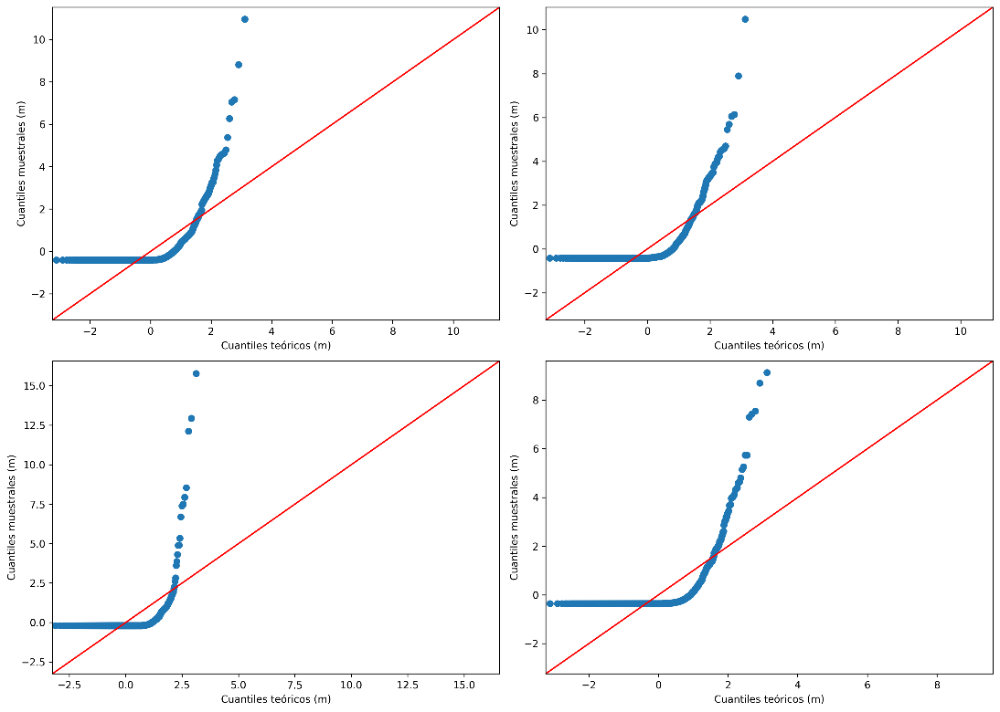 Cuantiles muestrales (m)
10
8
6
4
2
0
−2
−2 0 2 4 6 8 10
Cuantiles teóricos (m)
Cuantiles muestrales (m)
10
8
6
4
2
0
−2
−2 0 2 4 6 8 10
Cuantiles teóricos (m)
Cuantiles muestrales (m)
15.0
12.5
10.0
7.5
5.0
2.5
0.0
−2.5
−2.5 0.0 2.5 5.0 7.5 10.0 12.5 15.0
Cuantiles teóricos (m)
Cuantiles muestrales (m)
8
6
4
2
0
−2
−2 0 2 4 6 8
Cuantiles teóricos (m)